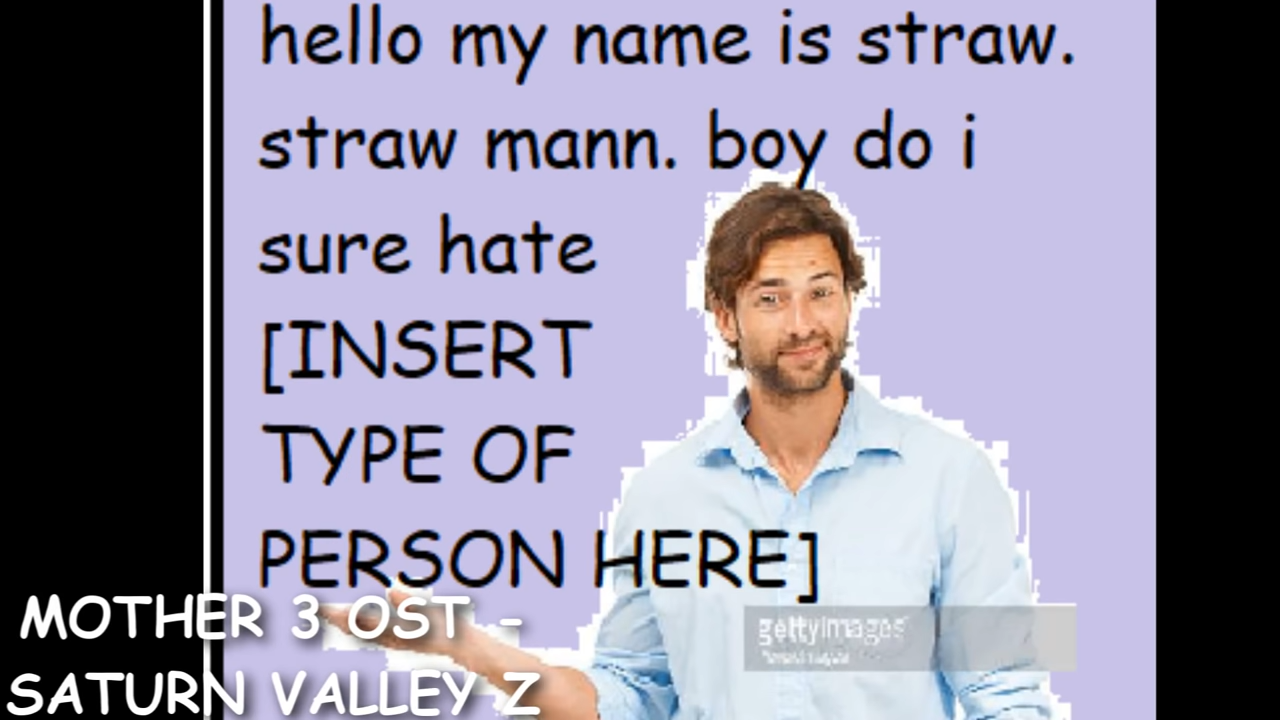 hello my name is straw.
straw mann. boy do i
sure hate
[INSERT
TYPE OF
PERSON HERE]
MOTHER 3 OST -
SATURN VALLEY Z
gettyimages